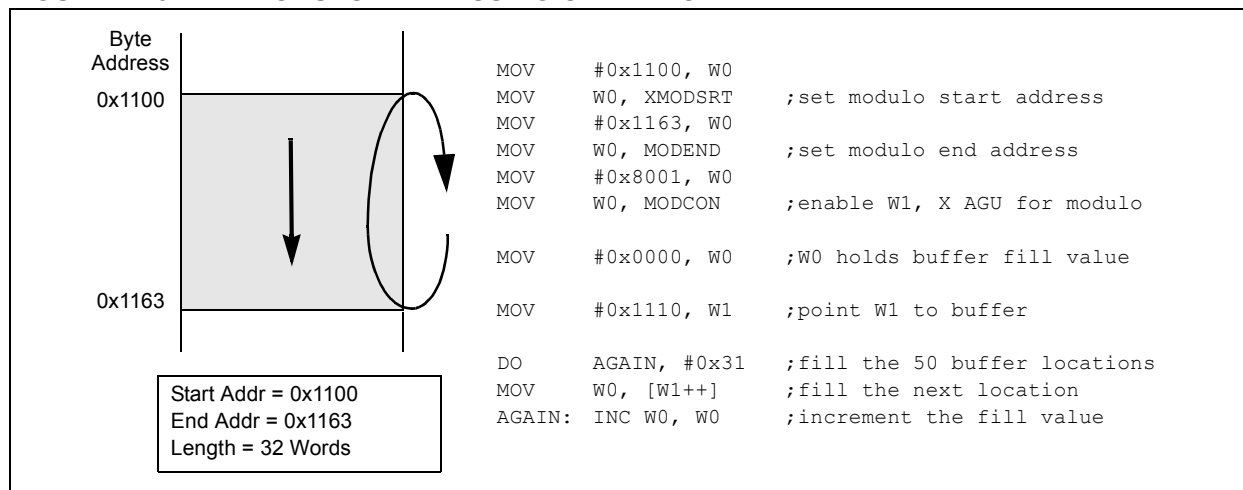 Byte
Address
0x1100
0x1163
Start Addr = 0x1100
End Addr = 0x1163
Length = 32 Words
MOV #0x1100, W0
MOV W0, XMODSRT ;set modulo start address
MOV #0x1163, W0
MOV W0, MODEND ;set modulo end address
MOV #0x8001, W0
MOV W0, MODCON ;enable W1, X AGU for modulo
MOV #0x0000, W0 ;W0 holds buffer fill value
MOV #0x1110, W1 ;point W1 to buffer
DO AGAIN, #0x31 ;fill the 50 buffer locations
MOV W0, [W1++] ;fill the next location
AGAIN: INC W0, W0 ;increment the fill value